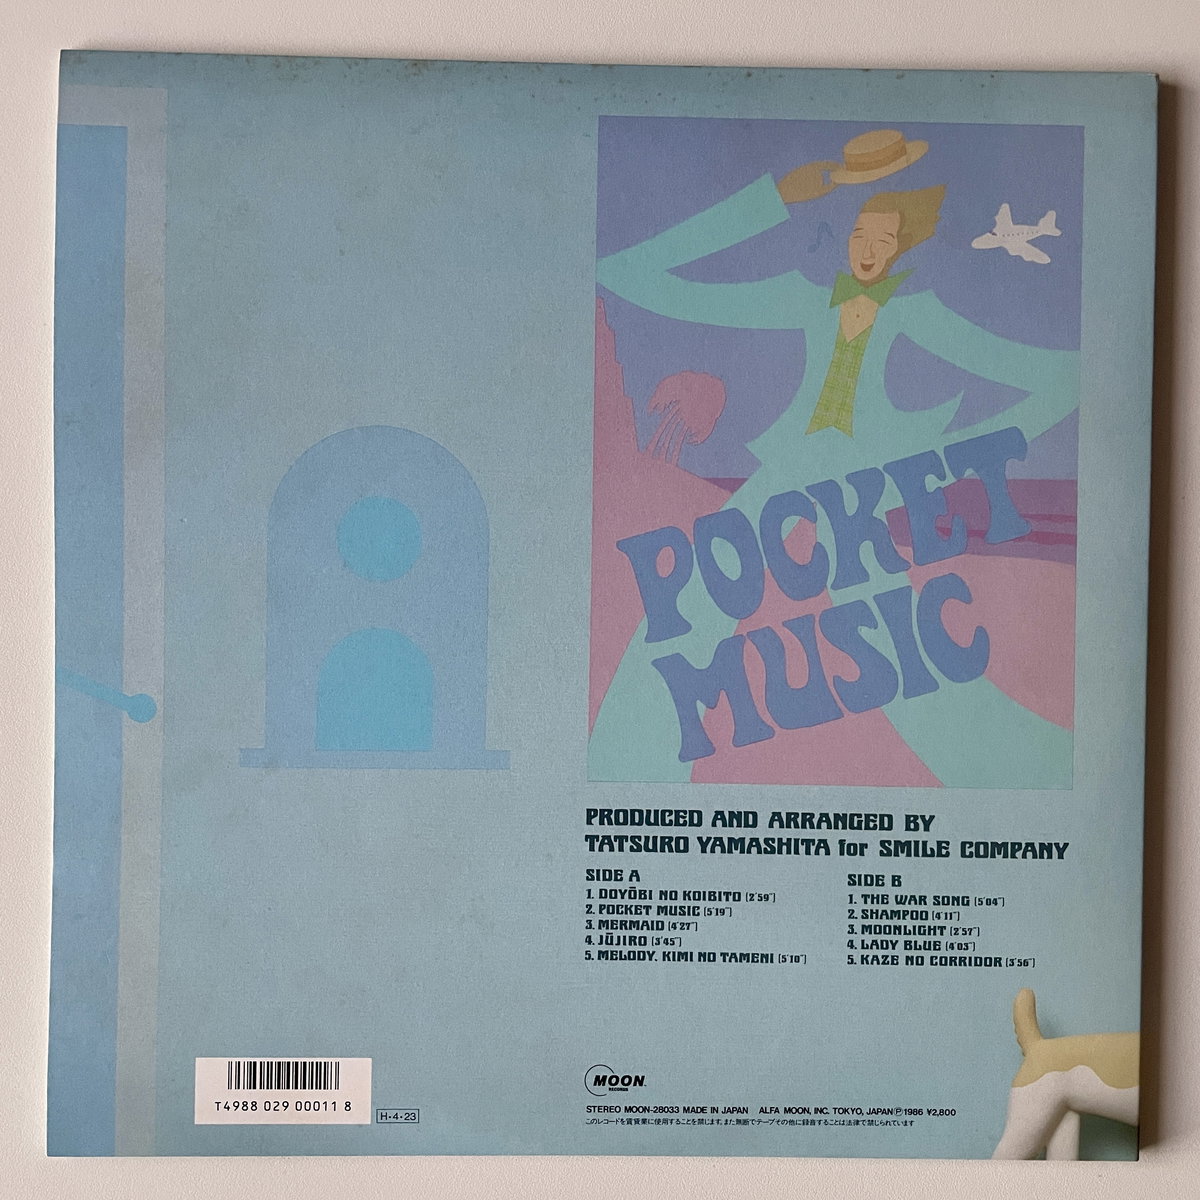 POCKET
MUSIC
PRODUCED AND ARRANGED BY
TATSURO YAMASHITA for SMILE COMPANY
SIDE A
1. DOYŌBI NO KOIBITO (2'59")
2. POCKET MUSIC (5'19")
3. MERMAID (4'27")
4. JŪJIRO (3'45")
5. MELODY. KIMI NO TAMENI (5'10")
SIDE B
1. THE WAR SONG (5'04")
2. SHAMPOO (4'11")
3. MOONLIGHT (2'57")
4. LADY BLUE (4'03")
5. KAZE NO CORRIDOR (3'56")
T4988 029 00011 8
H・4・23
MOON
RECORDS
STEREO MOON-28033 MADE IN JAPAN ALFA MOON, INC. TOKYO, JAPAN Ⓟ1986 ¥2,800
このレコードを賃貸業に使用することを禁じます。また無断でテープその他に録音することは法律で禁じられています